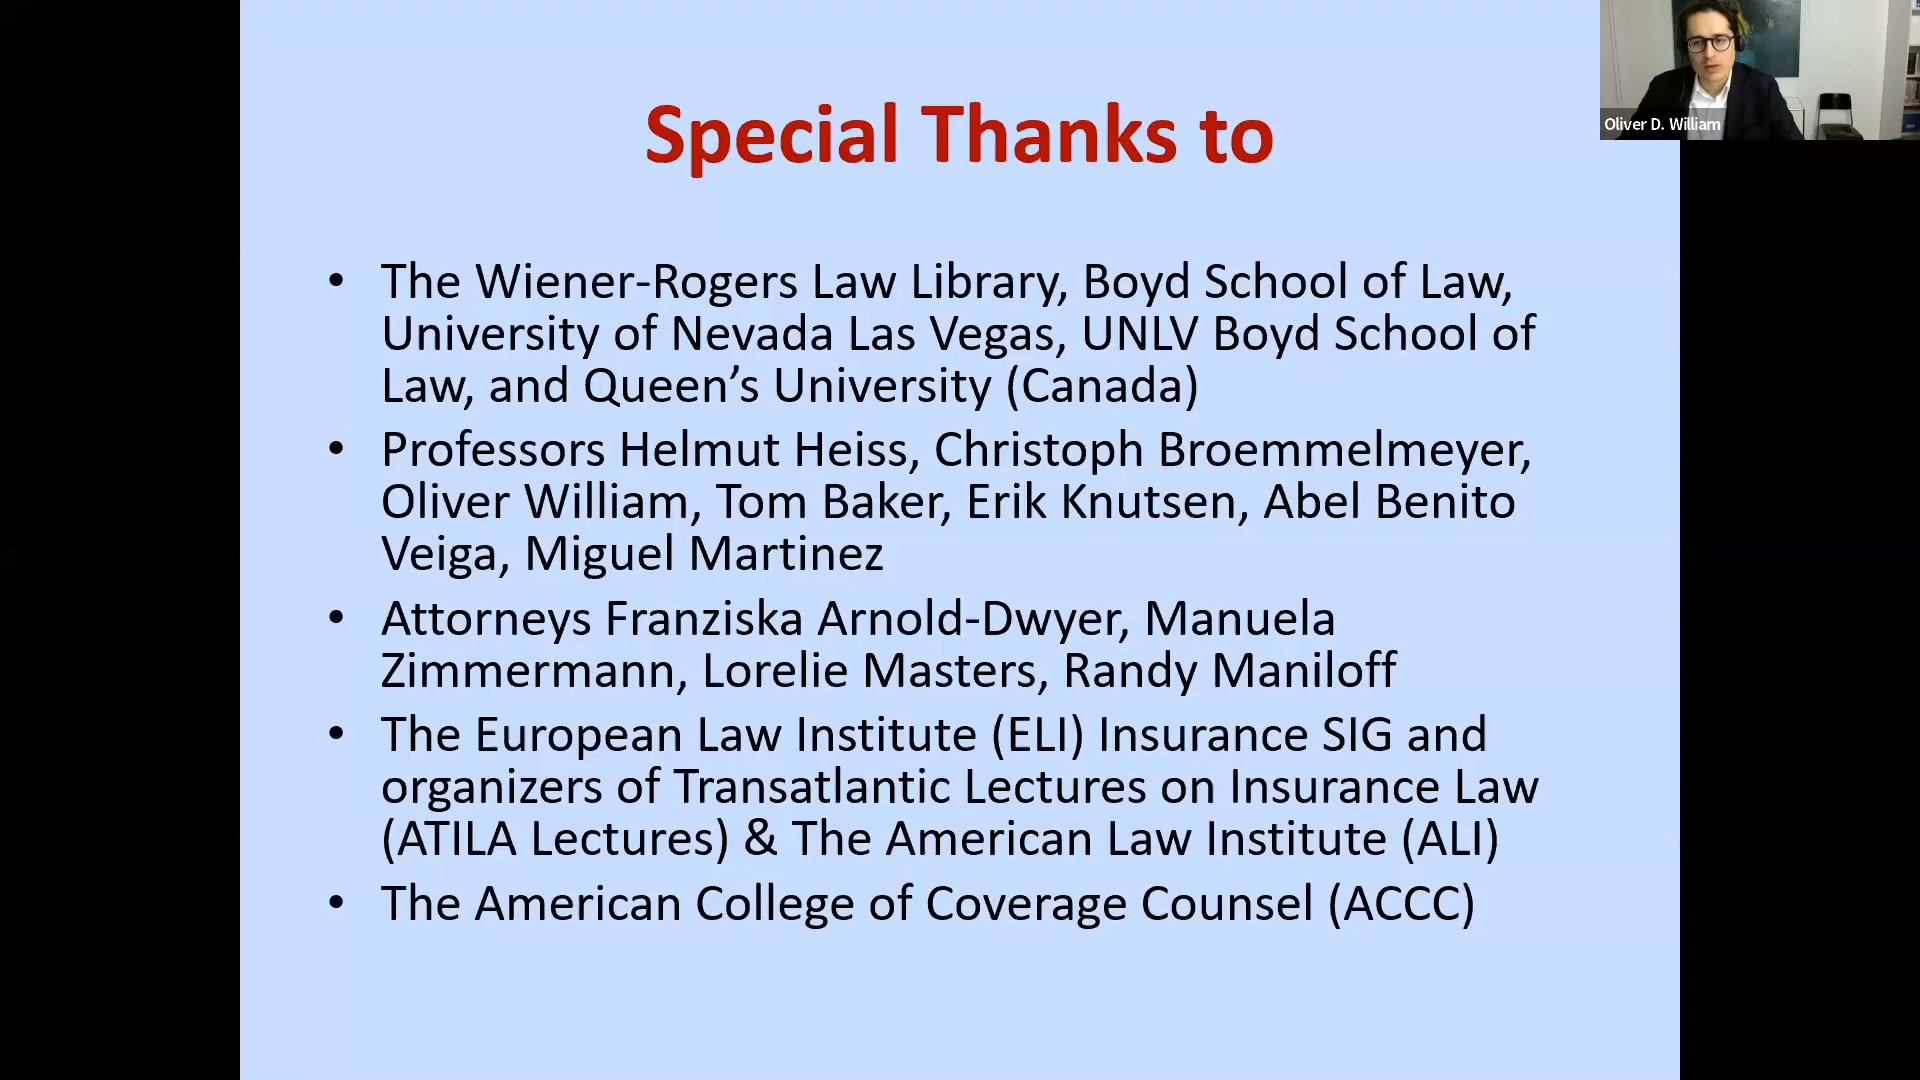 Special Thanks to
Oliver D. William
• The Wiener-Rogers Law Library, Boyd School of Law,
University of Nevada Las Vegas, UNLV Boyd School of
Law, and Queen’s University (Canada)
• Professors Helmut Heiss, Christoph Broemmelmeyer,
Oliver William, Tom Baker, Erik Knutsen, Abel Benito
Veiga, Miguel Martinez
• Attorneys Franziska Arnold-Dwyer, Manuela
Zimmermann, Lorelie Masters, Randy Maniloff
• The European Law Institute (ELI) Insurance SIG and
organizers of Transatlantic Lectures on Insurance Law
(ATILA Lectures) & The American Law Institute (ALI)
• The American College of Coverage Counsel (ACCC)